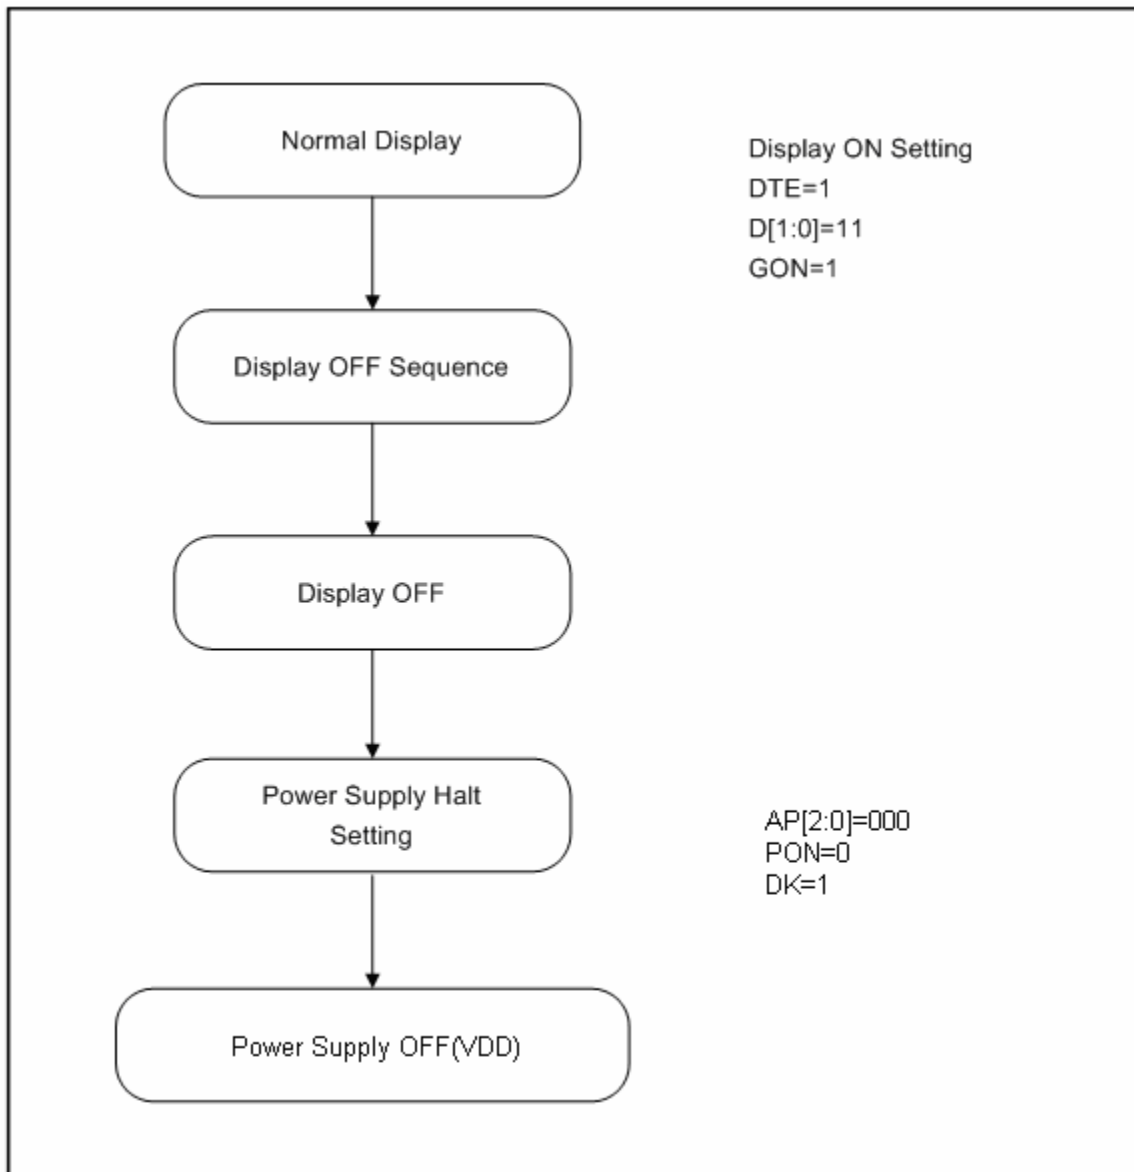 Normal Display
Display ON Setting
DTE=1
D[1:0]=11
GON=1
Display OFF Sequence
Display OFF
Power Supply Halt
Setting
AP[2:0]=000
PON=0
DK=1
Power Supply OFF(VDD)